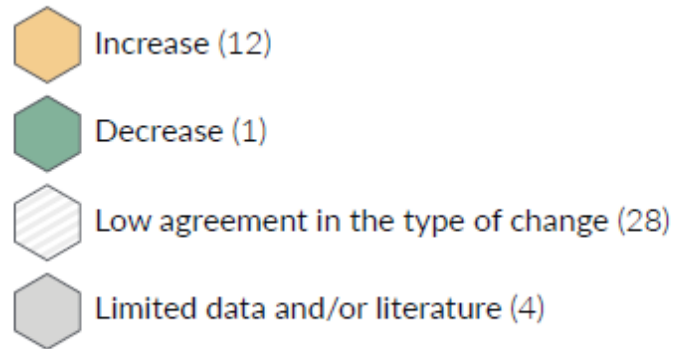 Increase (12)
Decrease (1)
Low agreement in the type of change (28)
Limited data and/or literature (4)